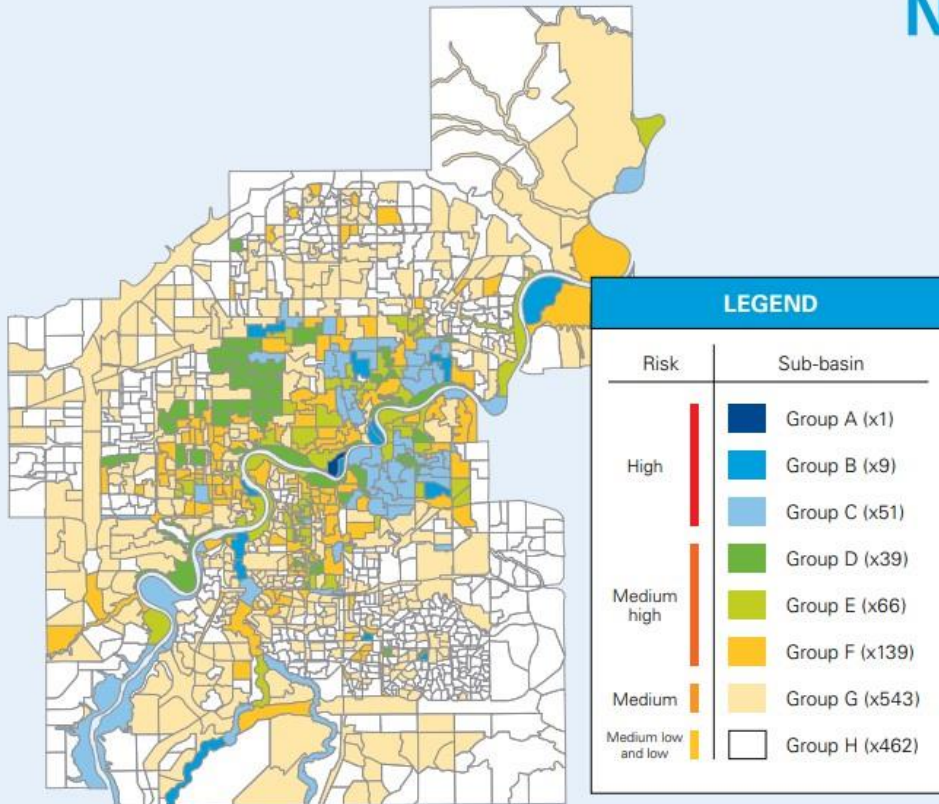 N
LEGEND
Risk Sub-basin
High
Group A (x1)
Group B (x9)
Group C (x51)
Medium
high
Group D (x39)
Group E (x66)
Group F (x139)
Medium Group G (x543)
Medium low
and low
Group H (x462)